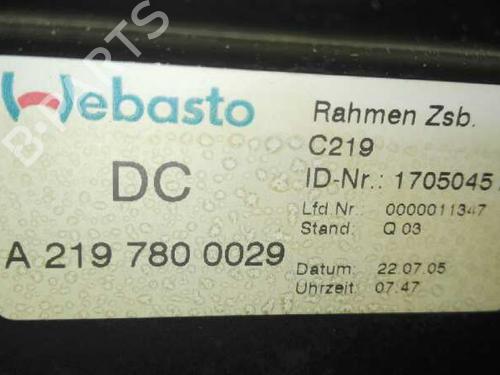 Webasto
DC
A 219 780 0029
Rahmen Zsb.
C219
ID-Nr.: 1705045
Lfd.Nr.: 0000011347
Stand: Q 03
Datum: 22.07.05
Uhrzeit: 07.47
B-PARTS